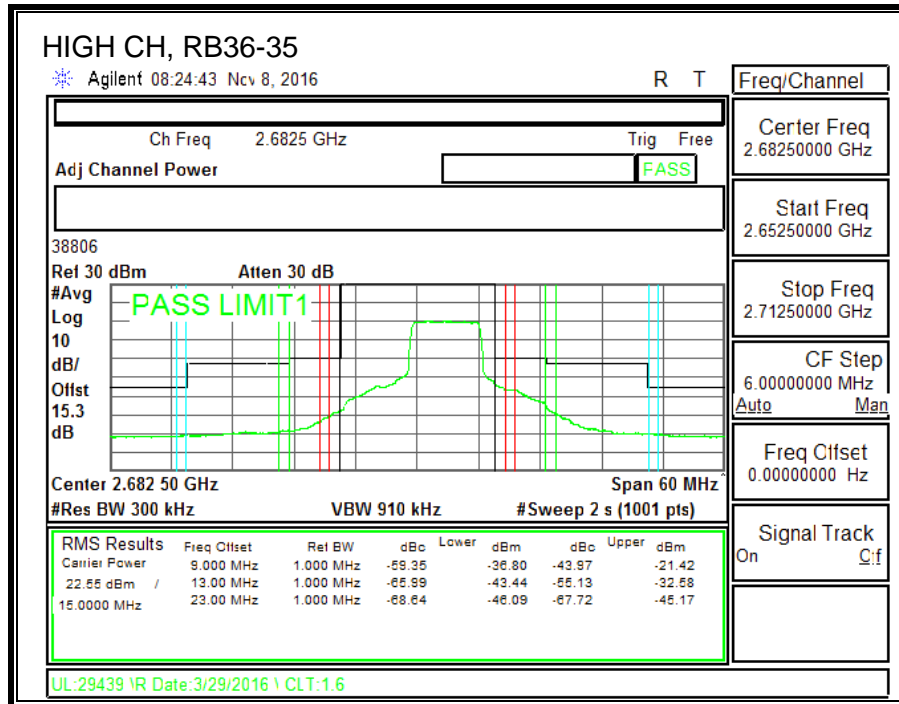 HIGH CH, RB36-35
Agilent 08:24:43 Nov 8, 2016 R T
Freq/Channel
Ch Freq 2.6825 GHz Trig Free
Adj Channel Power PASS
Center Freq
2.68250000 GHz
Start Freq
2.65250000 GHz
Stop Freq
2.71250000 GHz
CF Step
6.00000000 MHz
Auto Man
Freq Offset
0.00000000 Hz
Signal Track
On Off
38806
Ref 30 dBm Atten 30 dB
#Avg
Log
10
dB/
Offst
15.3
dB
PASS LIMIT1
Center 2.682 50 GHz Span 60 MHz
#Res BW 300 kHz VBW 910 kHz #Sweep 2 s (1001 pts)
RMS Results Freq Offset Ref BW dBc Lower dBm dBc Upper dBm
Carrier Power 9.000 MHz 1.000 MHz -59.35 -36.80 -43.97 -21.42
22.55 dBm / 13.00 MHz 1.000 MHz -65.99 -43.44 -55.13 -32.58
15.0000 MHz 23.00 MHz 1.000 MHz -68.64 -46.09 -67.72 -45.17
UL:29439 \R Date:3/29/2016 \ CLT:1.6